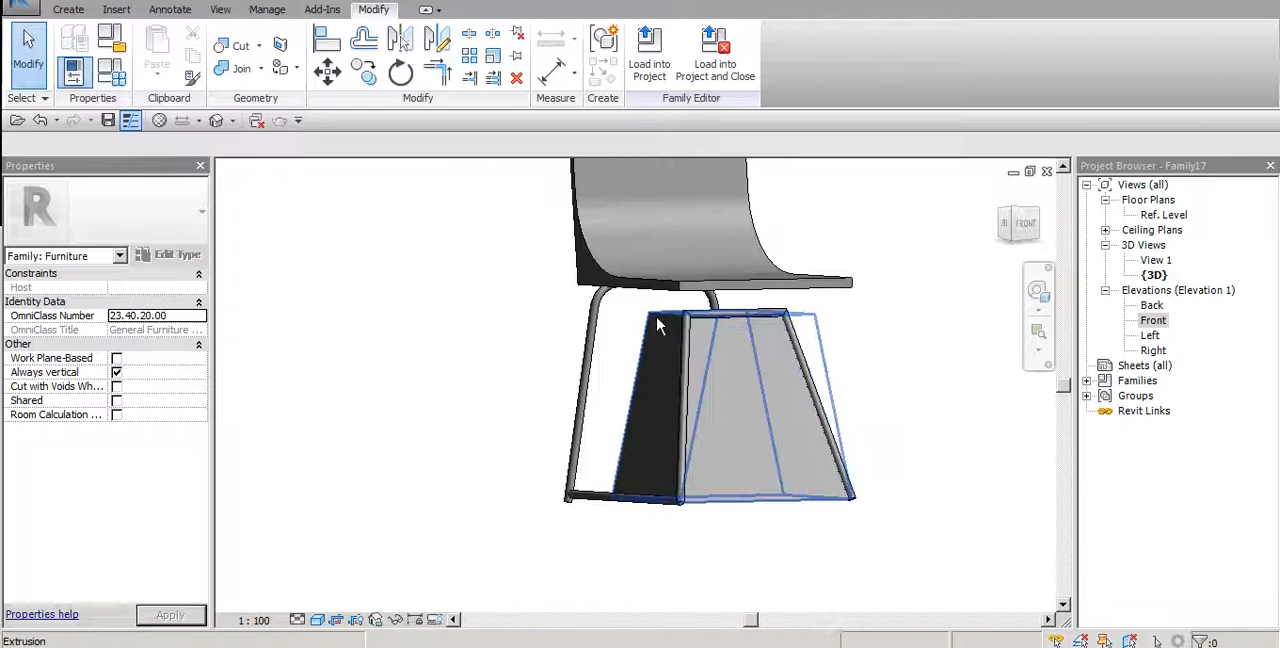 Create Insert Annotate View Manage Add-Ins Modify
Cut
Join
Modify
Paste
Load into
Project
Load into
Project and Close
Select Properties Clipboard Geometry Modify Measure Create Family Editor
Properties
R
Family: Furniture
Edit Type
Constraints
Host
Identity Data
OmniClass Number 23.40.20.00
OmniClass Title General Furniture ...
Other
Work Plane-Based
Always vertical
Cut with Voids Wh...
Shared
Room Calculation ...
Properties help
Apply
FRONT
Project Browser - Family17
Views (all)
Floor Plans
Ref. Level
Ceiling Plans
3D Views
View 1
{3D}
Elevations (Elevation 1)
Back
Front
Left
Right
Sheets (all)
Families
Groups
Revit Links
1 : 100
Extrusion
:0